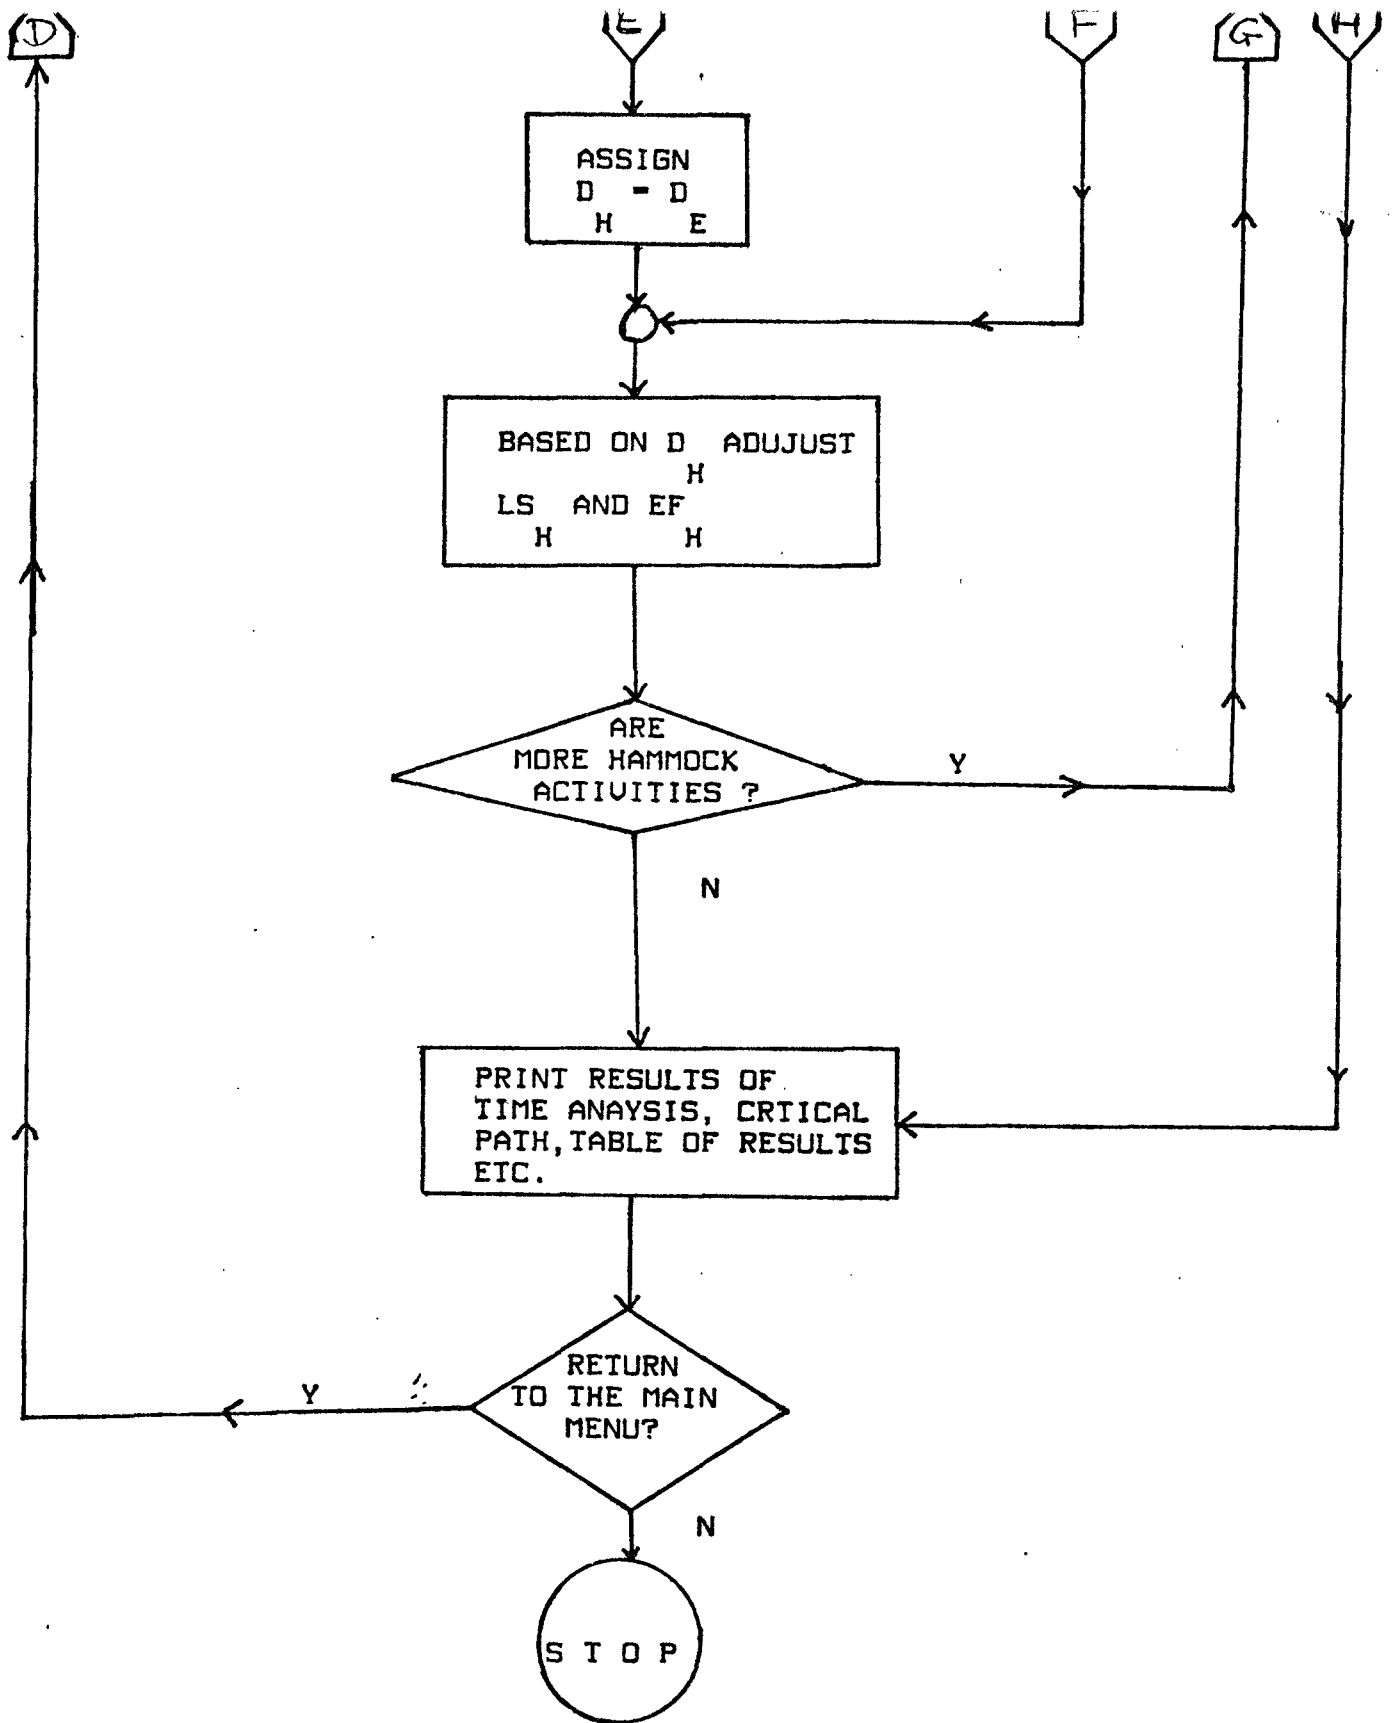 D
E
F
G
H
ASSIGN
D - D
H E
BASED ON D ADUJUST
H
LS AND EF
H H
ARE
MORE HAMMOCK
ACTIVITIES ?
Y
N
PRINT RESULTS OF
TIME ANAYSIS, CRTICAL
PATH, TABLE OF RESULTS
ETC.
RETURN
TO THE MAIN
MENU?
Y
N
S T O P